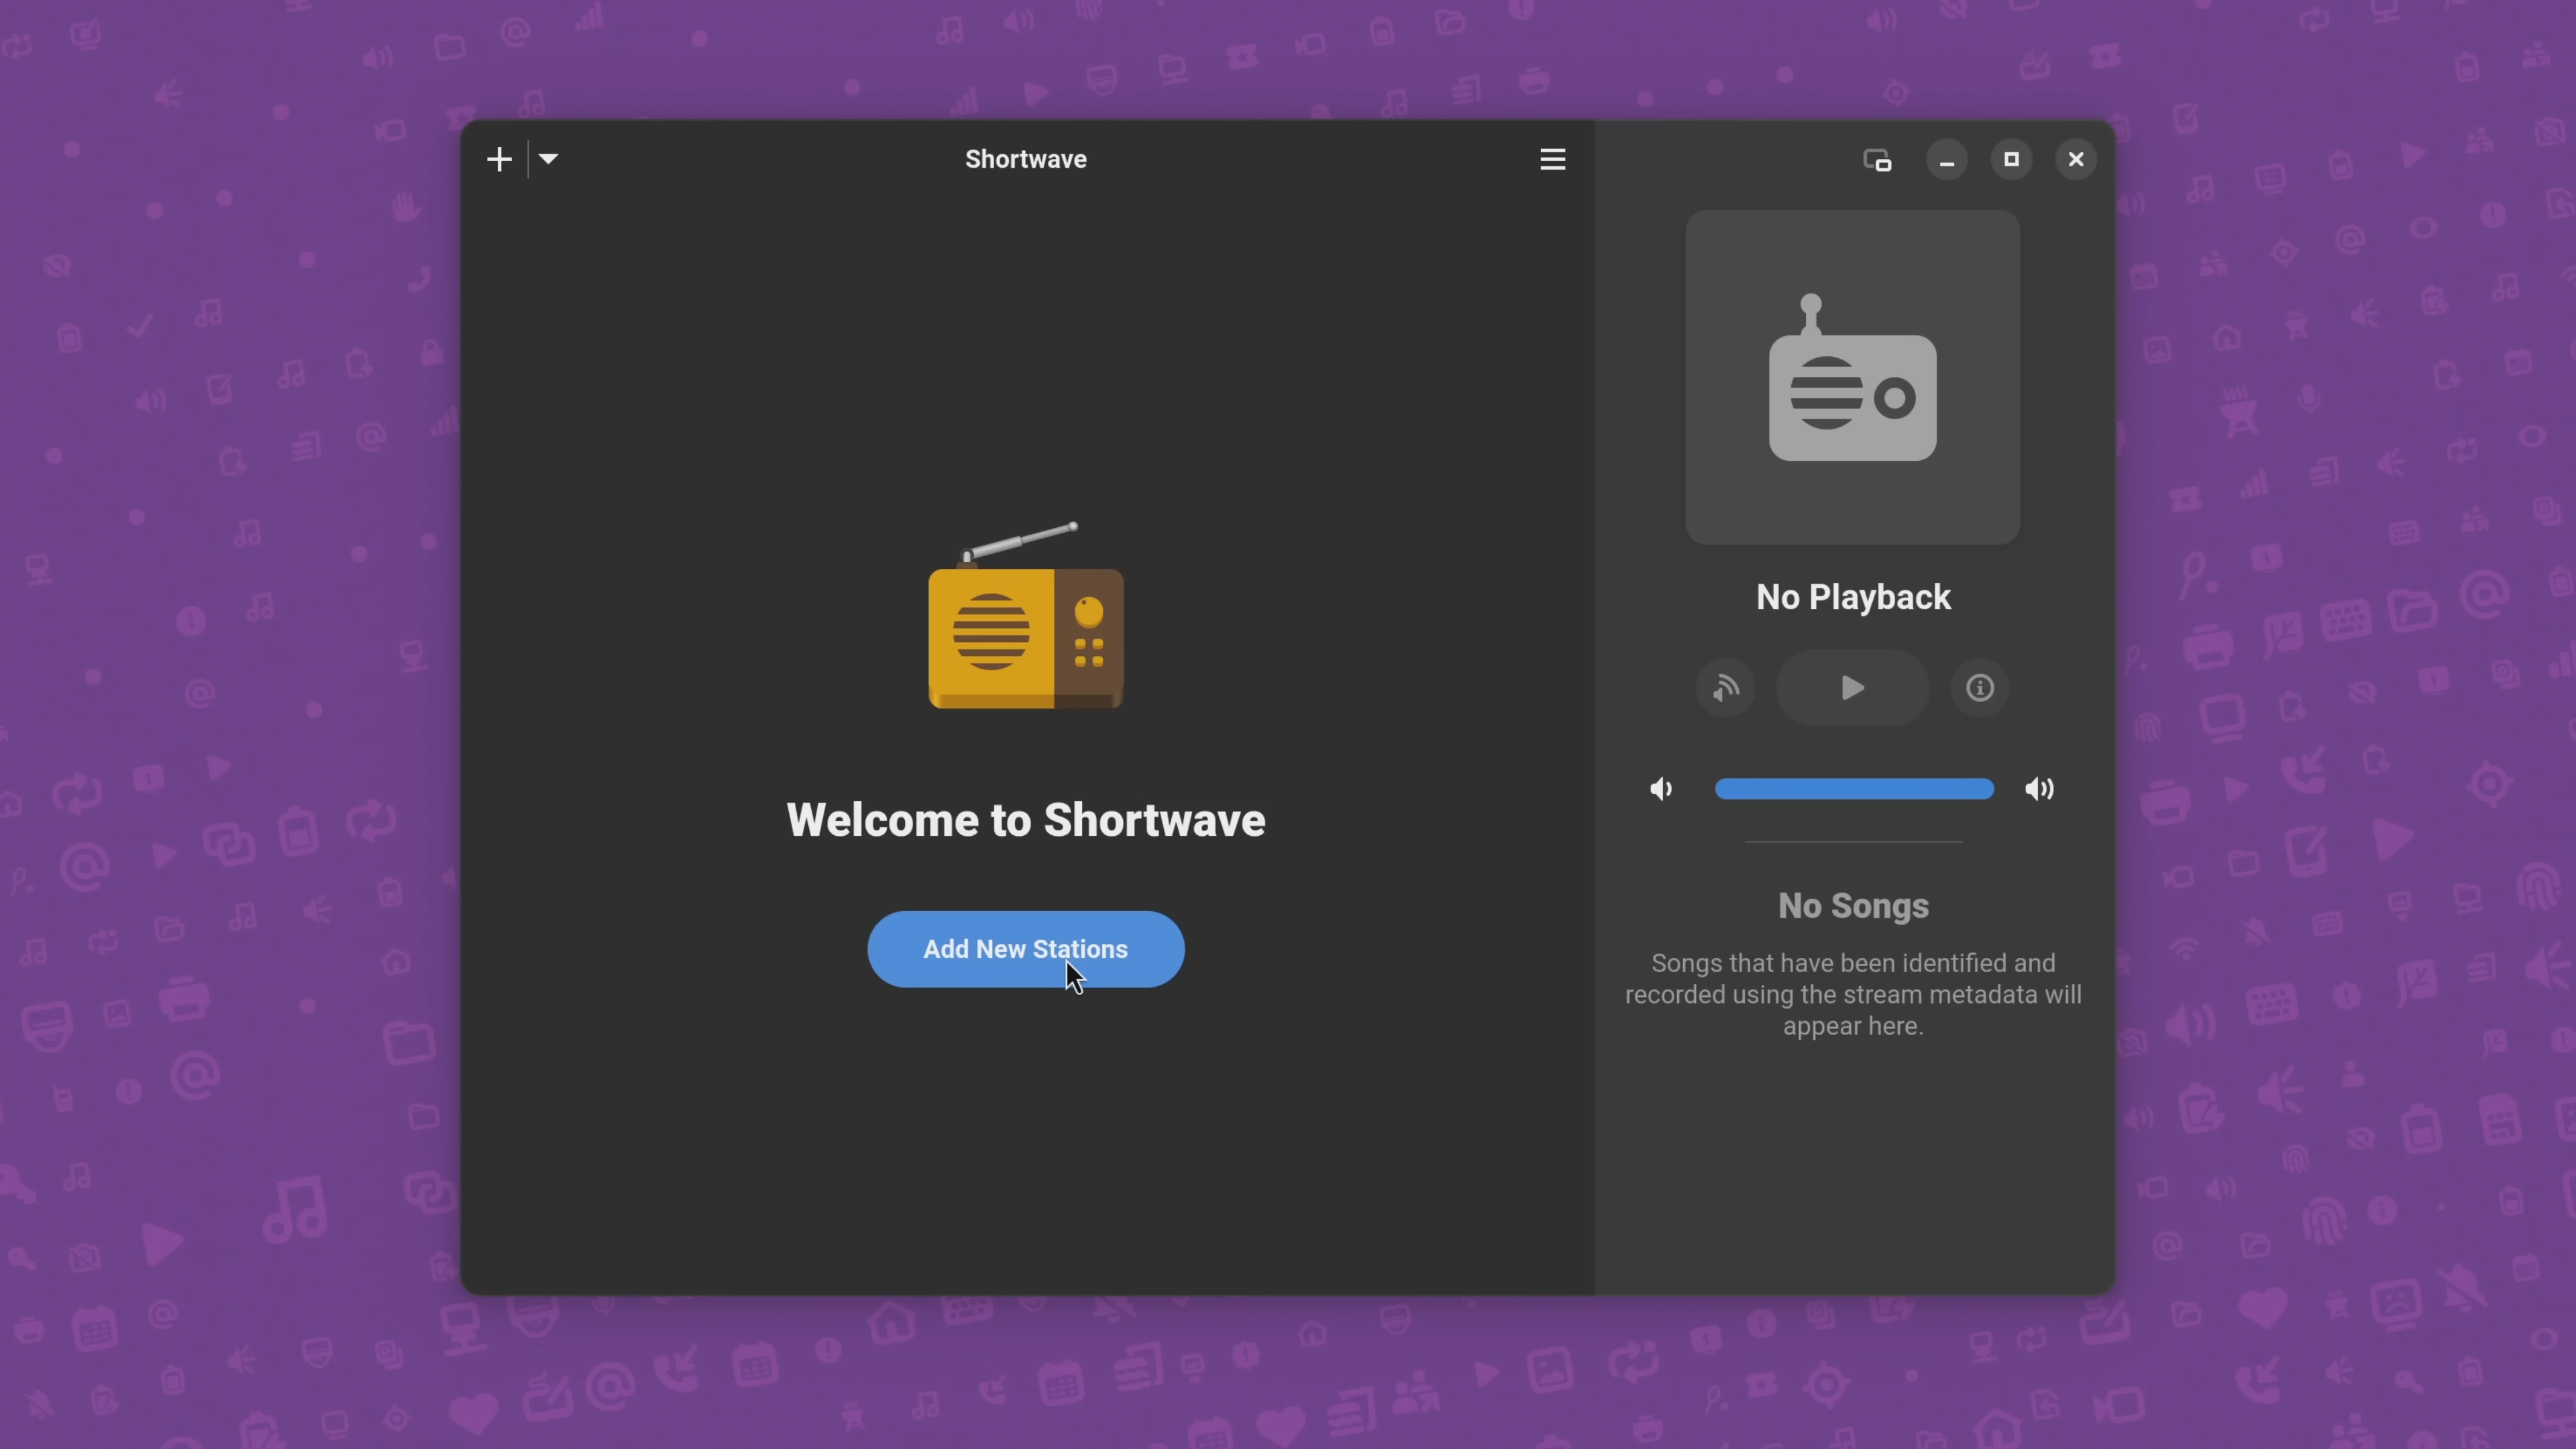 Shortwave
Welcome to Shortwave
Add New Stations
No Playback
No Songs
Songs that have been identified and
recorded using the stream metadata will
appear here.